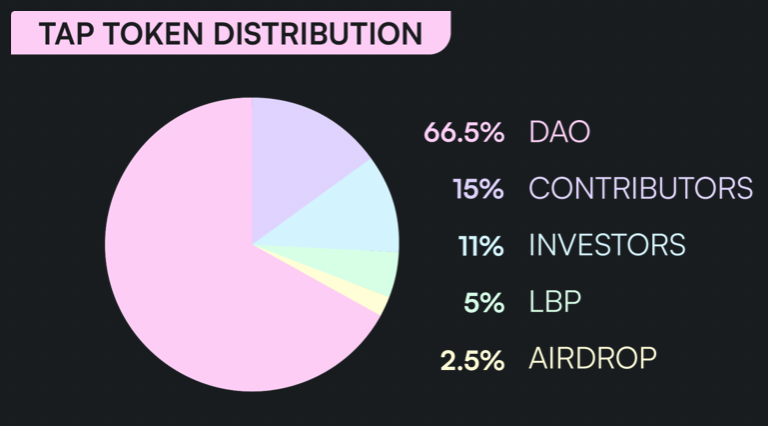 TAP TOKEN DISTRIBUTION
66.5% DAO
15% CONTRIBUTORS
11% INVESTORS
5% LBP
2.5% AIRDROP